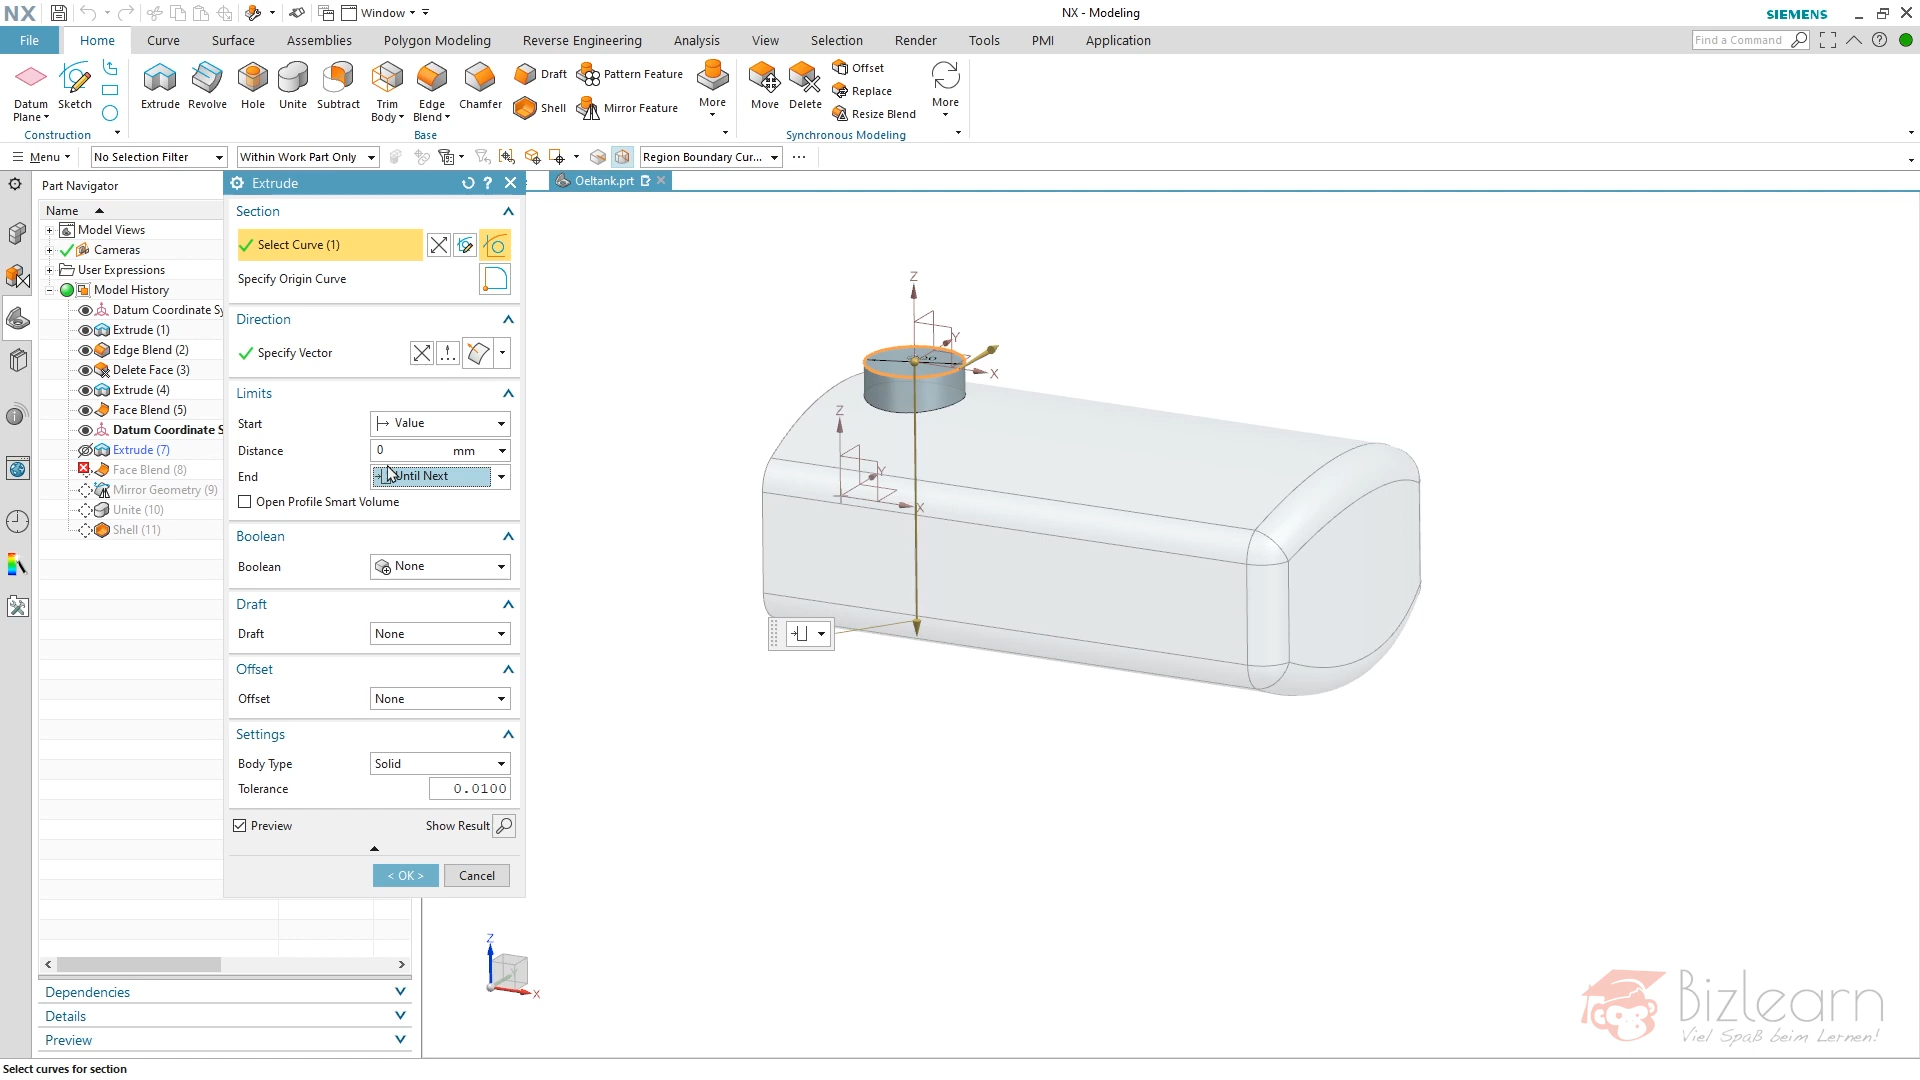 NX
Window
NX - Modeling
SIEMENS
File
Home
Curve
Surface
Assemblies
Polygon Modeling
Reverse Engineering
Analysis
View
Selection
Render
Tools
PMI
Application
Find a Command
Datum Plane
Sketch
Extrude
Revolve
Hole
Unite
Subtract
Trim Body
Edge Blend
Chamfer
Draft
Shell
Pattern Feature
Mirror Feature
More
Move
Delete
Offset
Replace
Resize Blend
More
Construction
Base
Synchronous Modeling
Menu
No Selection Filter
Within Work Part Only
Region Boundary Cur...
Part Navigator
Name
Model Views
Cameras
User Expressions
Model History
Datum Coordinate Sy
Extrude (1)
Edge Blend (2)
Delete Face (3)
Extrude (4)
Face Blend (5)
Datum Coordinate S
Extrude (7)
Face Blend (8)
Mirror Geometry (9)
Unite (10)
Shell (11)
Dependencies
Details
Preview
Extrude
Section
Select Curve (1)
Specify Origin Curve
Direction
Specify Vector
Limits
Start
Value
Distance
0
mm
End
Until Next
Open Profile Smart Volume
Boolean
Boolean
None
Draft
Draft
None
Offset
Offset
None
Settings
Body Type
Solid
Tolerance
0.0100
Preview
Show Result
< OK >
Cancel
Oeltank.prt
Z
Y
X
Z
Y
X
Z
X
Bizlearn
Viel Spaß beim Lernen!
Select curves for section